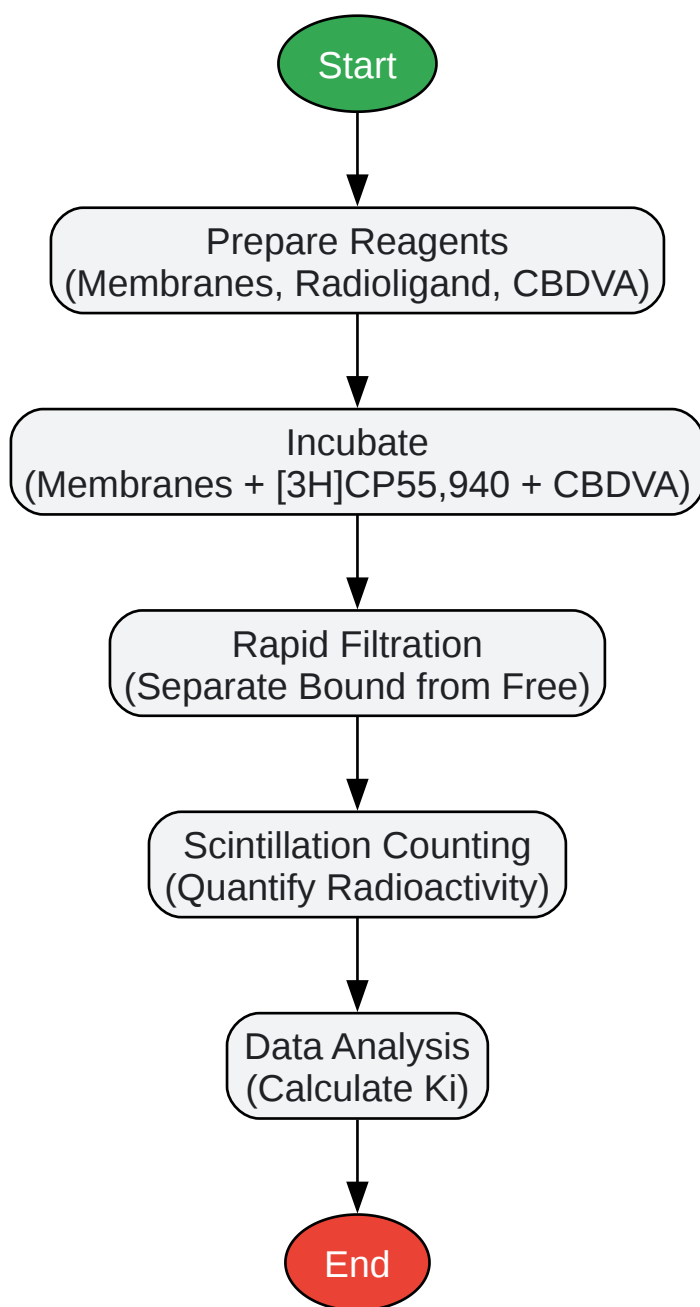 Start
Prepare Reagents
(Membranes, Radioligand, CBDVA)
Incubate
(Membranes + [3H]CP55,940 + CBDVA)
Rapid Filtration
(Separate Bound from Free)
Scintillation Counting
(Quantify Radioactivity)
Data Analysis
(Calculate Ki)
End